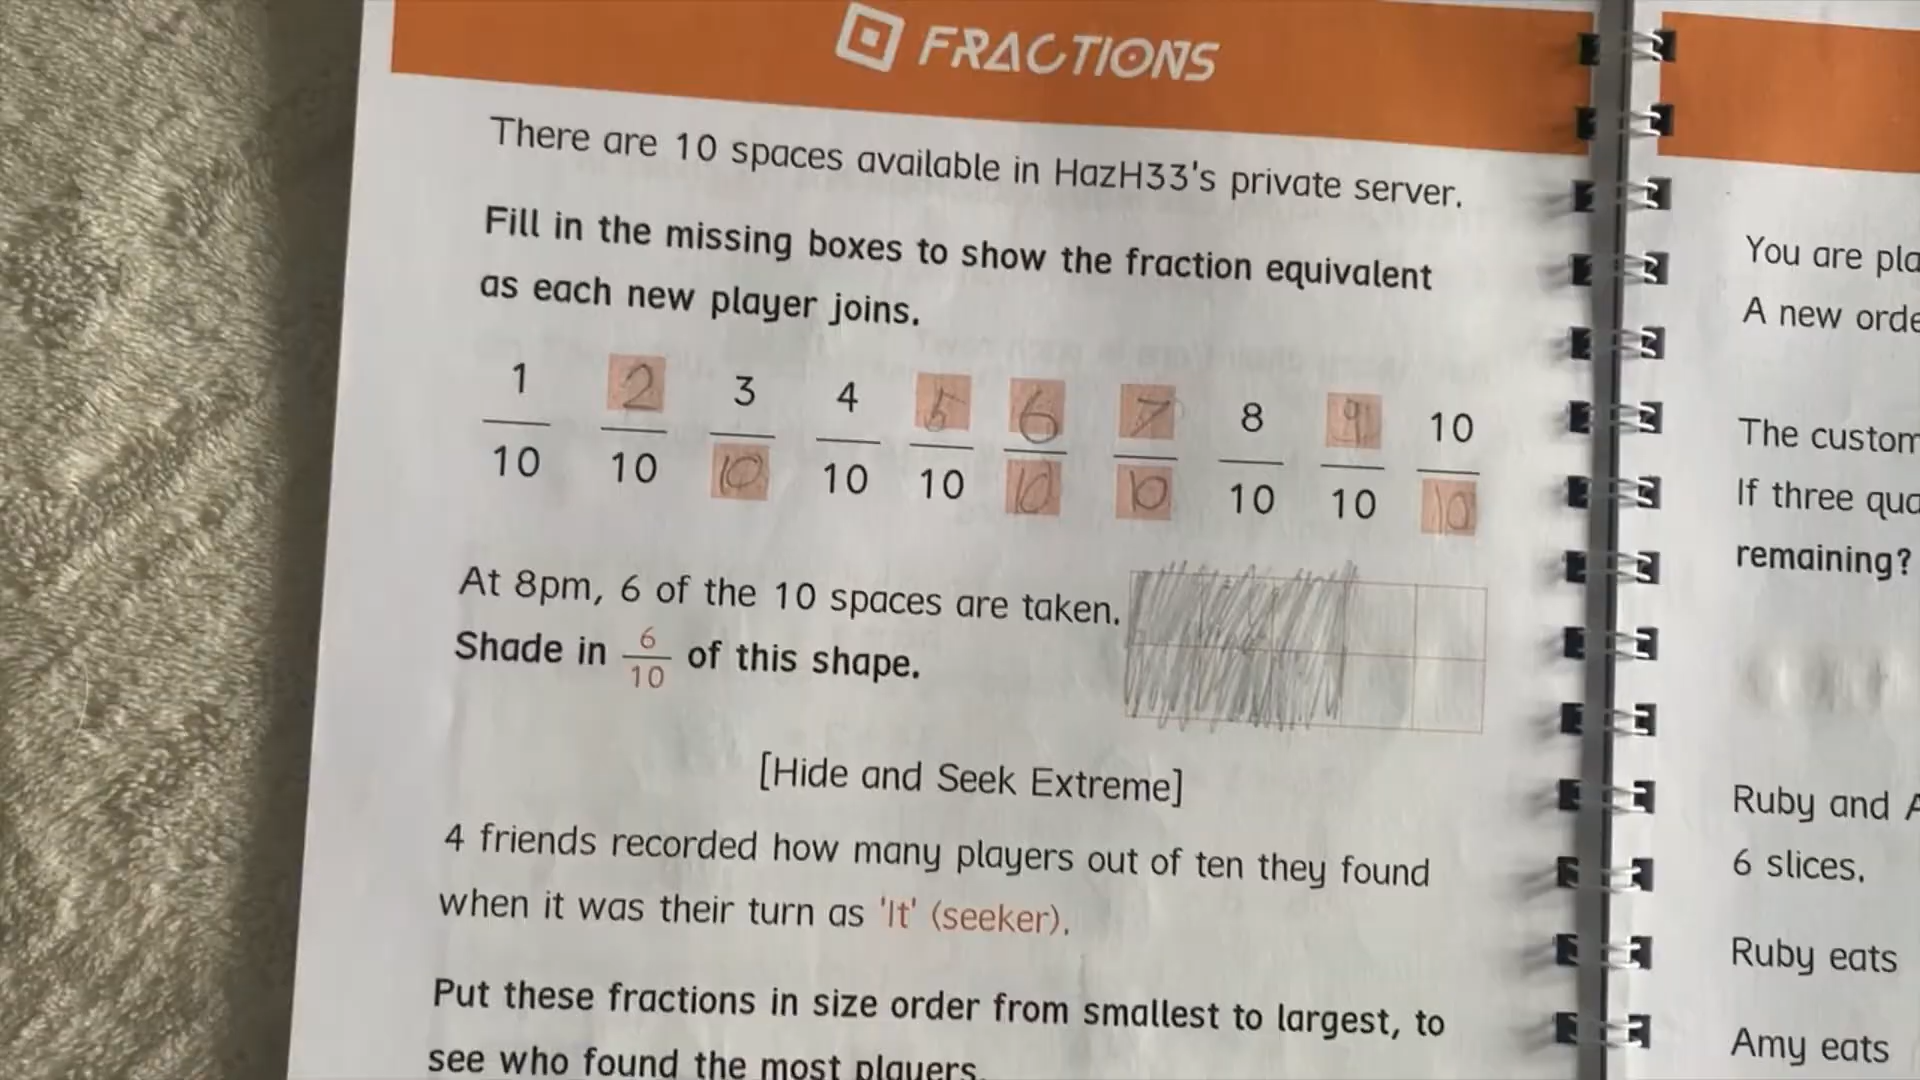 FRACTIONS
There are 10 spaces available in HazH33's private server.
Fill in the missing boxes to show the fraction equivalent
as each new player joins.
1 2 3 4 5 6 7 8 9 10
10 10 10 10 10 10 10 10 10 10
At 8pm, 6 of the 10 spaces are taken.
Shade in 6/10 of this shape.
[Hide and Seek Extreme]
4 friends recorded how many players out of ten they found
when it was their turn as 'It' (seeker).
Put these fractions in size order from smallest to largest, to
see who found the most players.
You are
A new
The
If three
remaining?
Ruby and
6 slices.
Ruby eats
Amy eats